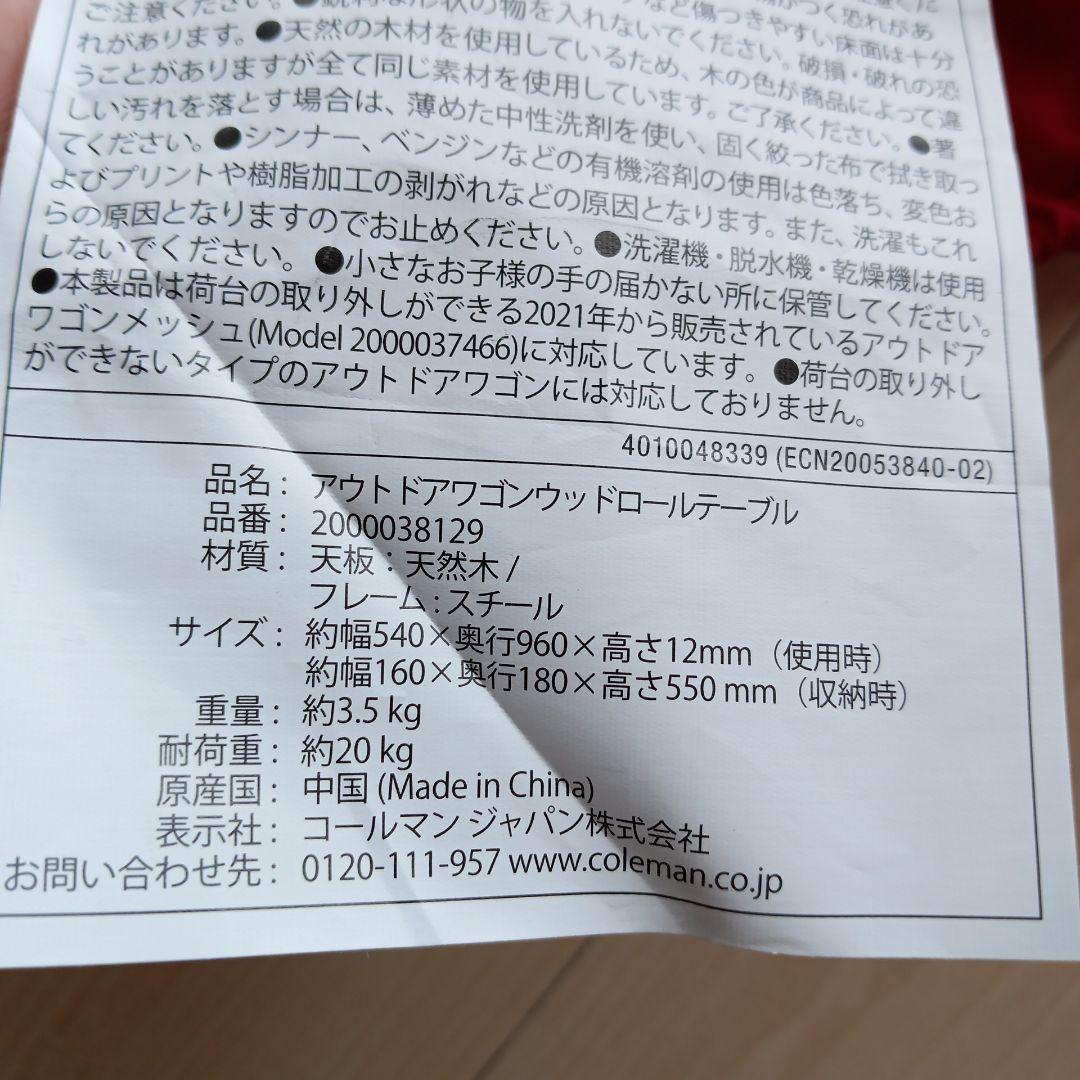 ご注意ください。●鋭利な形状の物を入れないでください。破損・破れの恐
れがあります。●天然の木材を使用しているため、木の色が商品によって違
うことがありますが全て同じ素材を使用しています。ご了承ください。●著
しい汚れを落とす場合は、薄めた中性洗剤を使い、固く絞った布で拭き取っ
てください。●シンナー、ベンジンなどの有機溶剤の使用は色落ち、変色お
よびプリントや樹脂加工の剥がれなどの原因となります。また、洗濯もこれ
らの原因となりますのでお止めください。●洗濯機・脱水機・乾燥機は使用
しないでください。●小さなお子様の手の届かない所に保管してください。
●本製品は荷台の取り外しができる2021年から販売されているアウトドア
ワゴンメッシュ(Model 2000037466)に対応しています。●荷台の取り外し
ができないタイプのアウトドアワゴンには対応しておりません。
4010048339 (ECN20053840-02)
品名: アウトドアワゴンウッドロールテーブル
品番: 2000038129
材質: 天板:天然木 /
フレーム:スチール
サイズ: 約幅540×奥行960×高さ12mm(使用時)
約幅160×奥行180×高さ550 mm(収納時)
重量: 約3.5 kg
耐荷重: 約20 kg
原産国: 中国 (Made in China)
表示社: コールマン ジャパン株式会社
お問い合わせ先: 0120-111-957 www.coleman.co.jp